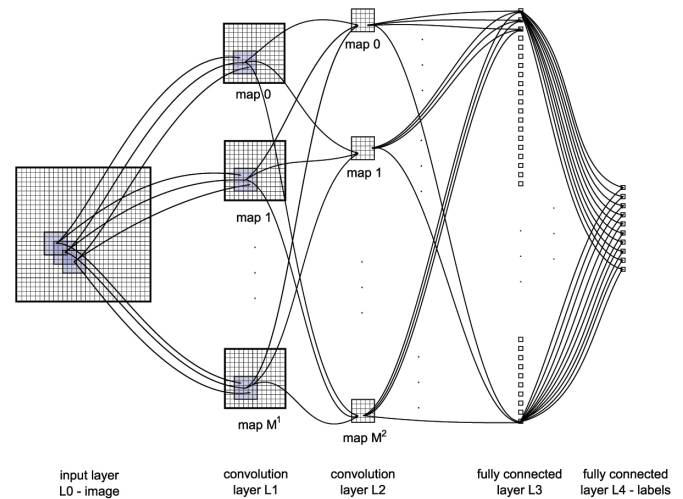 map 0
map 0
map 1
map 1
map M¹
map M²
input layer
L0 - image
convolution
layer L1
convolution
layer L2
fully connected
layer L3
fully connected
layer L4 - labels